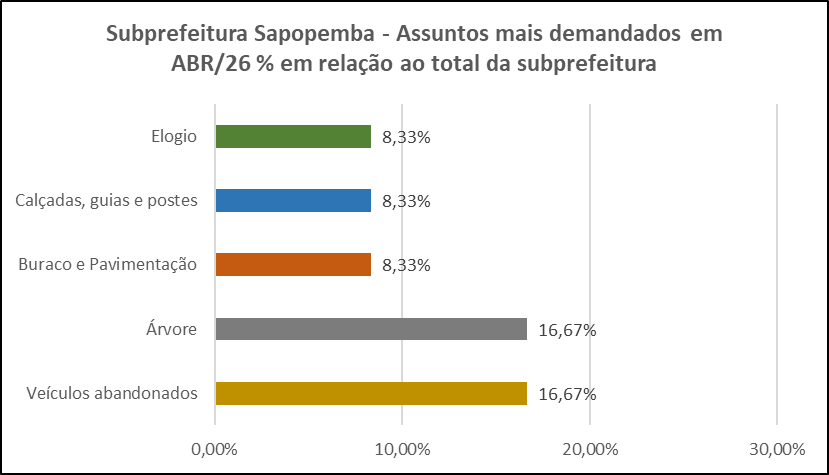 Subprefeitura Sapopemba - Assuntos mais demandados em
ABR/26 % em relação ao total da subprefeitura
Elogio 8,33%
Calçadas, guias e postes 8,33%
Buraco e Pavimentação 8,33%
Árvore 16,67%
Veículos abandonados 16,67%
0,00% 10,00% 20,00% 30,00%